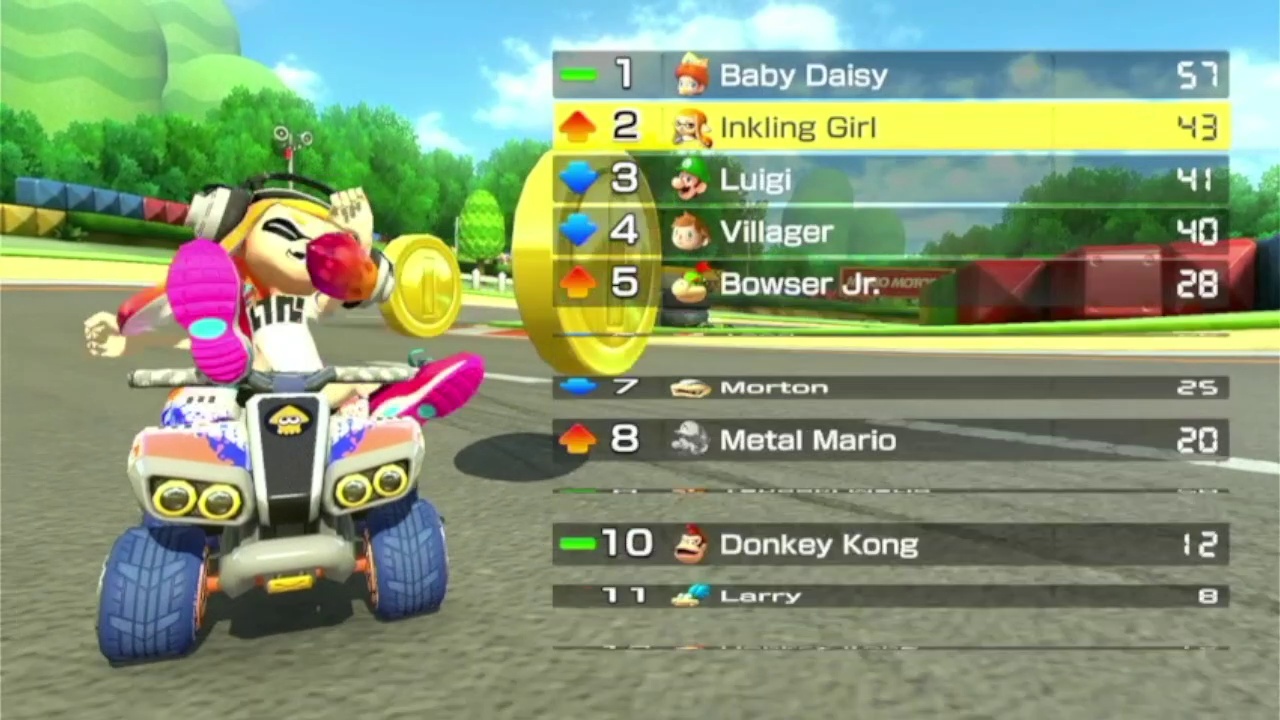 1 Baby Daisy 57
2 Inkling Girl 43
3 Luigi 41
4 Villager 40
5 Bowser Jr. 28
7 Morton 25
8 Metal Mario 20
10 Donkey Kong 12
11 Larry 8